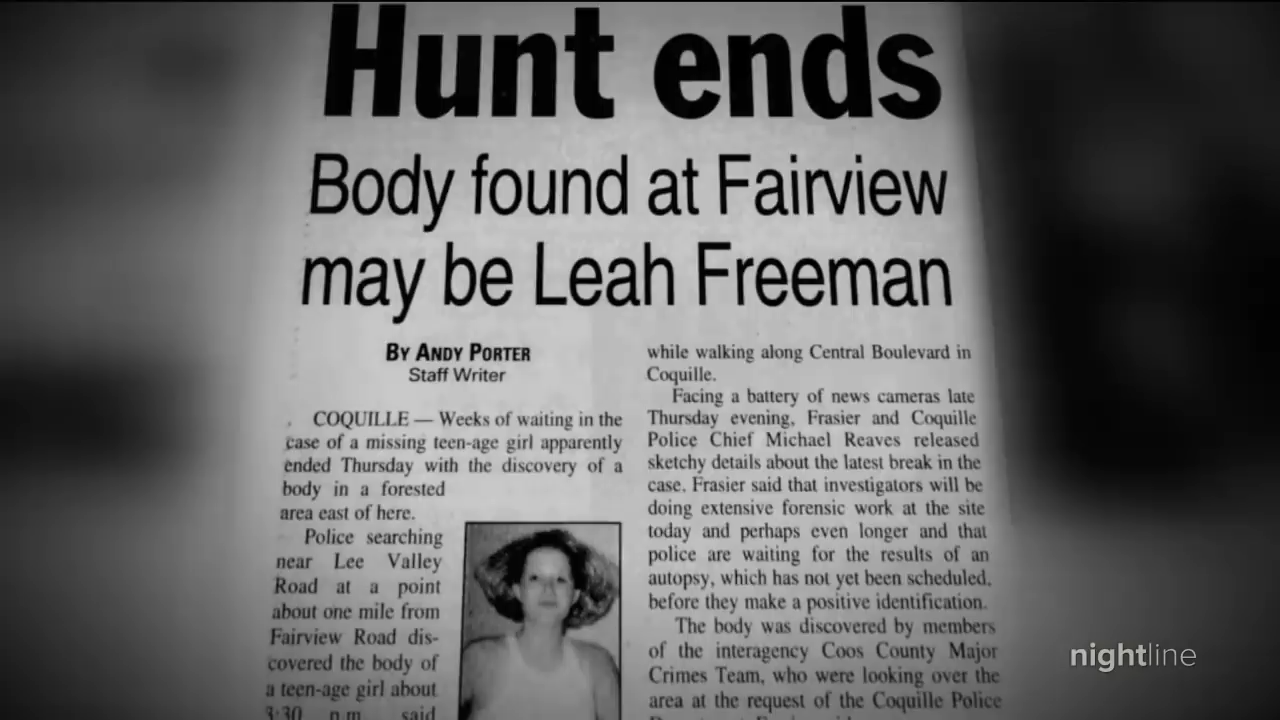 Hunt ends
Body found at Fairview
may be Leah Freeman
BY ANDY PORTER
Staff Writer
COQUILLE — Weeks of waiting in the
case of a missing teen-age girl apparently
ended Thursday with the discovery of a
body in a forested
area east of here.
Police searching
near Lee Valley
Road at a point
about one mile from
Fairview Road dis-
covered the body of
a teen-age girl about
3:30 p.m. said
while walking along Central Boulevard in
Coquille.
Facing a battery of news cameras late
Thursday evening, Frasier and Coquille
Police Chief Michael Reaves released
sketchy details about the latest break in the
case. Frasier said that investigators will be
doing extensive forensic work at the site
today and perhaps even longer and that
police are waiting for the results of an
autopsy, which has not yet been scheduled,
before they make a positive identification.
The body was discovered by members
of the interagency Coos County Major
Crimes Team, who were looking over the
area at the request of the Coquille Police
nightline